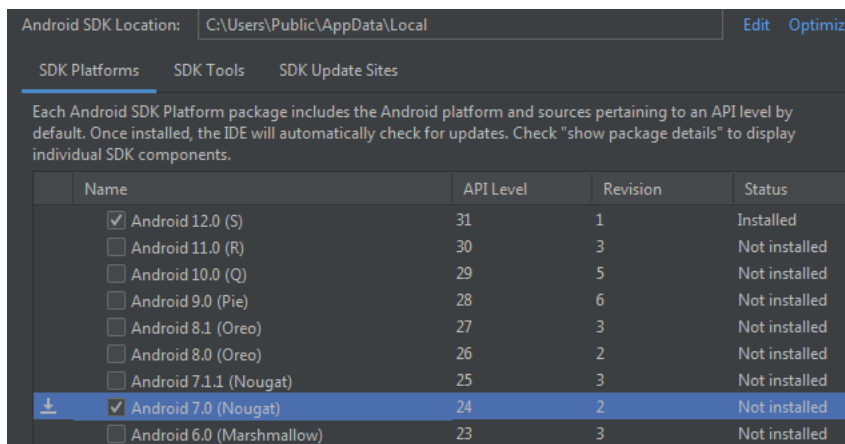 Android SDK Location: C:\Users\Public\AppData\Local Edit Optimiz
SDK Platforms SDK Tools SDK Update Sites
Each Android SDK Platform package includes the Android platform and sources pertaining to an API level by
default. Once installed, the IDE will automatically check for updates. Check "show package details" to display
individual SDK components.
Name API Level Revision Status
Android 12.0 (S) 31 1 Installed
Android 11.0 (R) 30 3 Not installed
Android 10.0 (Q) 29 5 Not installed
Android 9.0 (Pie) 28 6 Not installed
Android 8.1 (Oreo) 27 3 Not installed
Android 8.0 (Oreo) 26 2 Not installed
Android 7.1.1 (Nougat) 25 3 Not installed
Android 7.0 (Nougat) 24 2 Not installed
Android 6.0 (Marshmallow) 23 3 Not installed